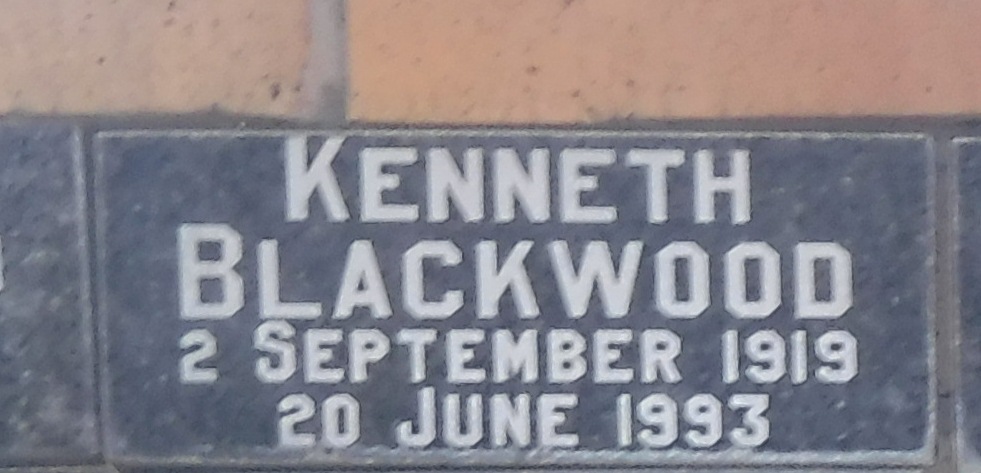 KENNETH
BLACKWOOD
2 SEPTEMBER 1919
20 JUNE 1993